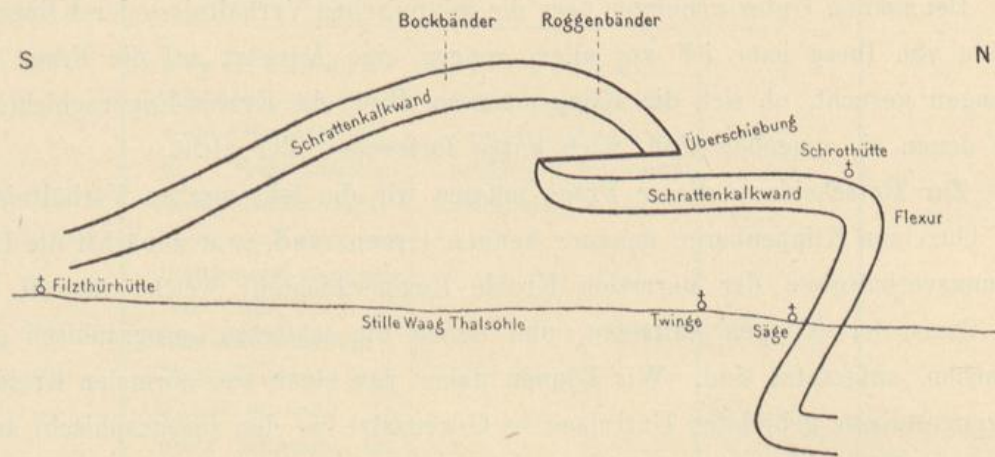 Bockbänder
Roggenbänder
S
N
Schrattenkalkwand
Überschiebung
Schrothütte
Schrattenkalkwand
Flexur
Filzthürhütte
Stille Waag Thalsohle
Twinge
Säge